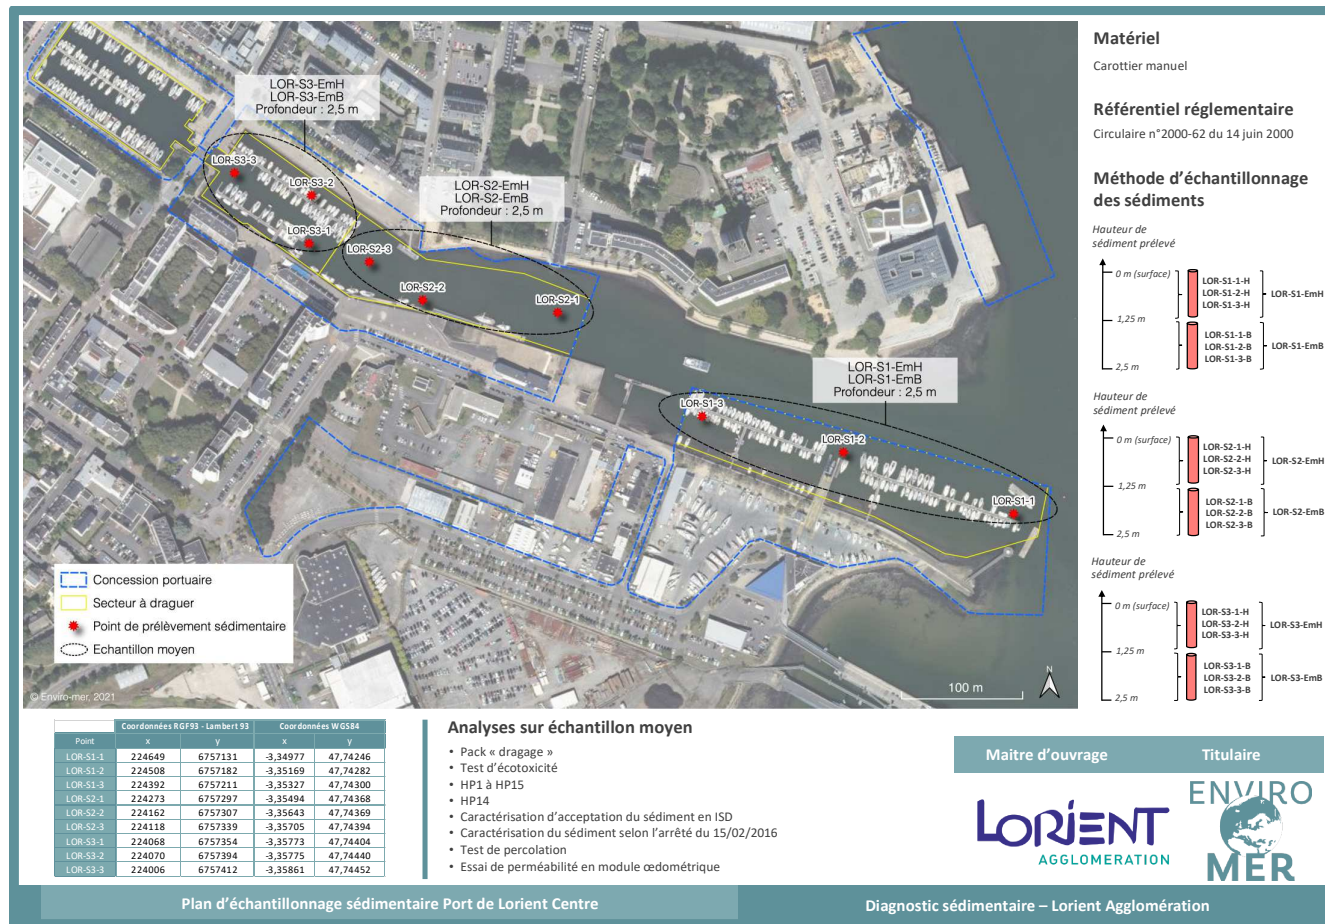 LOR-S3-EmH
LOR-S3-EmB
Profondeur : 2,5 m
LOR-S3-3
LOR-S3-2
LOR-S3-1
LOR-S2-EmH
LOR-S2-EmB
Profondeur : 2,5 m
LOR-S2-3
LOR-S2-2
LOR-S2-1
LOR-S1-EmH
LOR-S1-EmB
Profondeur : 2,5 m
LOR-S1-3
LOR-S1-2
LOR-S1-1
Concession portuaire
Secteur à draguer
Point de prélèvement sédimentaire
Echantillon moyen
© Enviro-mer, 2021
100 m
N
Matériel
Carottier manuel
Référentiel réglementaire
Circulaire n°2000-62 du 14 juin 2000
Méthode d'échantillonnage
des sédiments
Hauteur de
sédiment prélevé
0 m (surface)
1,25 m
2,5 m
LOR-S1-1-H
LOR-S1-2-H
LOR-S1-3-H
LOR-S1-EmH
LOR-S1-1-B
LOR-S1-2-B
LOR-S1-3-B
LOR-S1-EmB
Hauteur de
sédiment prélevé
0 m (surface)
1,25 m
2,5 m
LOR-S2-1-H
LOR-S2-2-H
LOR-S2-3-H
LOR-S2-EmH
LOR-S2-1-B
LOR-S2-2-B
LOR-S2-3-B
LOR-S2-EmB
Hauteur de
sédiment prélevé
0 m (surface)
1,25 m
2,5 m
LOR-S3-1-H
LOR-S3-2-H
LOR-S3-3-H
LOR-S3-EmH
LOR-S3-1-B
LOR-S3-2-B
LOR-S3-3-B
LOR-S3-EmB
Coordonées RGF93 - Lambert 93 Coordonnées WGS84
Point x y x y
LOR-S1-1 224649 6757131 -3,34977 47,74246
LOR-S1-2 224508 6757182 -3,35169 47,74282
LOR-S1-3 224392 6757211 -3,35327 47,74300
LOR-S2-1 224273 6757297 -3,35494 47,74368
LOR-S2-2 224162 6757307 -3,35643 47,74369
LOR-S2-3 224118 6757339 -3,35705 47,74394
LOR-S3-1 224068 6757354 -3,35773 47,74404
LOR-S3-2 224070 6757394 -3,35775 47,74440
LOR-S3-3 224006 6757412 -3,35861 47,74452
Analyses sur échantillon moyen
• Pack « dragage »
• Test d'écotoxicité
• HP1 à HP15
• HP14
• Caractérisation d'acceptation du sédiment en ISD
• Caractérisation du sédiment selon l'arrêté du 15/02/2016
• Test de percolation
• Essai de perméabilité en module œdométrique
Maitre d'ouvrage
Titulaire
LORIENT
AGGLOMERATION
ENVIRO
MER
Plan d'échantillonnage sédimentaire Port de Lorient Centre
Diagnostic sédimentaire – Lorient Agglomération